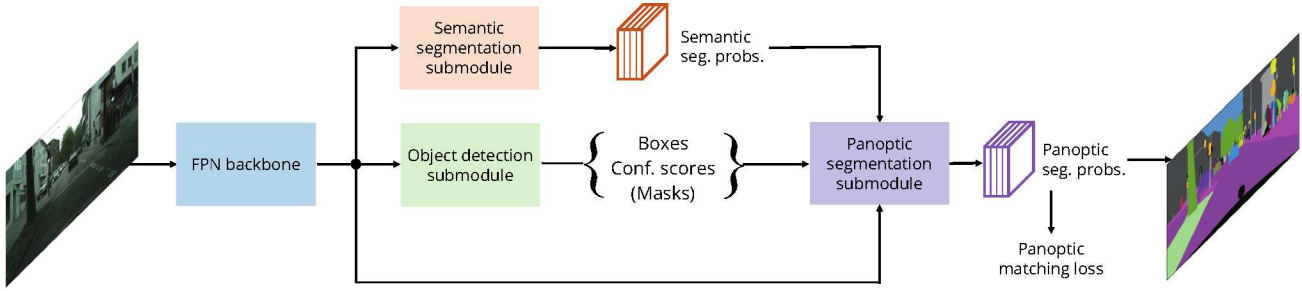 FPN backbone
Semantic
segmentation
submodule
Semantic
seg. probs.
Object detection
submodule
Boxes
Conf. scores
(Masks)
Panoptic
segmentation
submodule
Panoptic
seg. probs.
Panoptic
matching loss